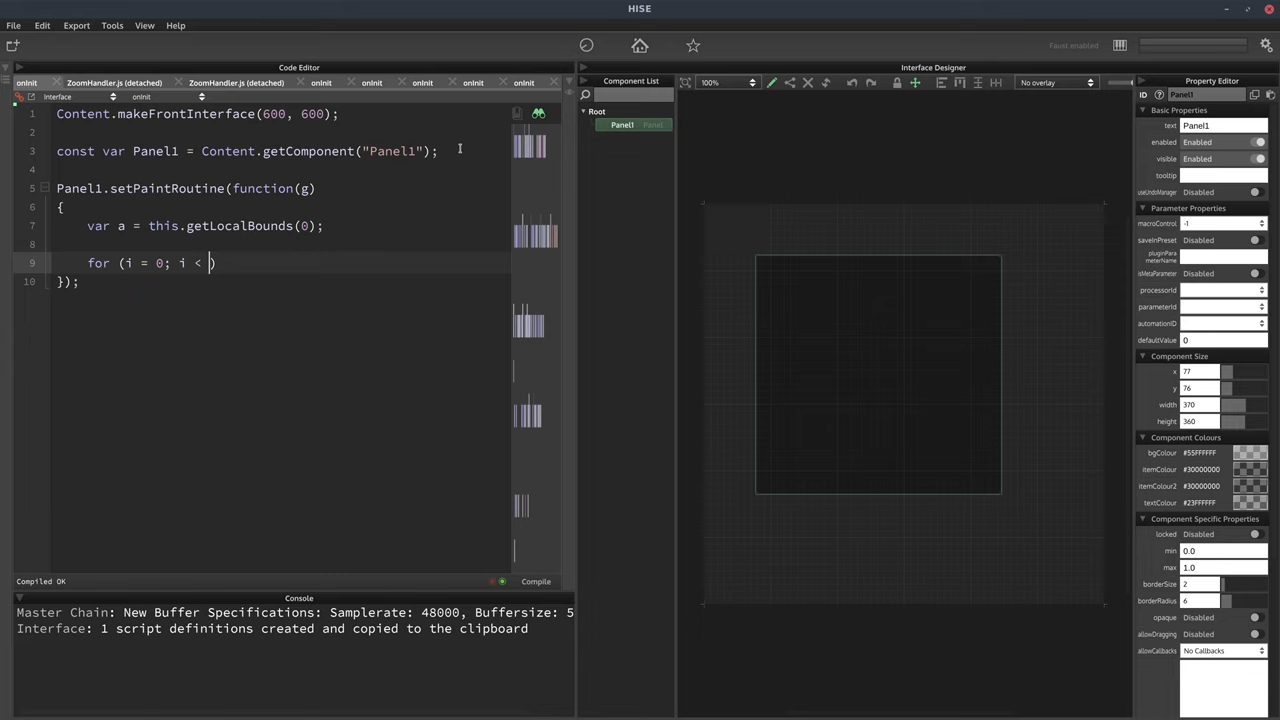 HISE
File Edit Export Tools View Help
Faust enabled
Code Editor
onInit ZoomHandler.js (detached) ZoomHandler.js (detached) onInit onInit onInit onInit onInit
Interface onInit
1 Content.makeFrontInterface(600, 600);
2
3 const var Panel1 = Content.getComponent("Panel1");
4
5 Panel1.setPaintRoutine(function(g)
6 {
7 var a = this.getLocalBounds(0);
8
9 for (i = 0; i < )
10 });
Compiled OK Compile
Console
Master Chain: New Buffer Specifications: Samplerate: 48000, Buffersize: 5
Interface: 1 script definitions created and copied to the clipboard
Component List
Root
Panel1 Panel
Interface Designer
100% No overlay
Property Editor
ID Panel1
Basic Properties
text Panel1
enabled Enabled
visible Enabled
tooltip
useUndoManager Disabled
Parameter Properties
macroControl -1
saveInPreset Disabled
pluginPara
meterName
isMetaParameter Disabled
processorId
parameterId
automationID
defaultValue 0
Component Size
x 77
y 76
width 370
height 360
Component Colours
bgColour #55FFFFFF
itemColour #30000000
itemColour2 #30000000
textColour #23FFFFFF
Component Specific Properties
locked Disabled
min 0.0
max 1.0
borderSize 2
borderRadius 6
opaque Disabled
allowDragging Disabled
allowCallbacks No Callbacks